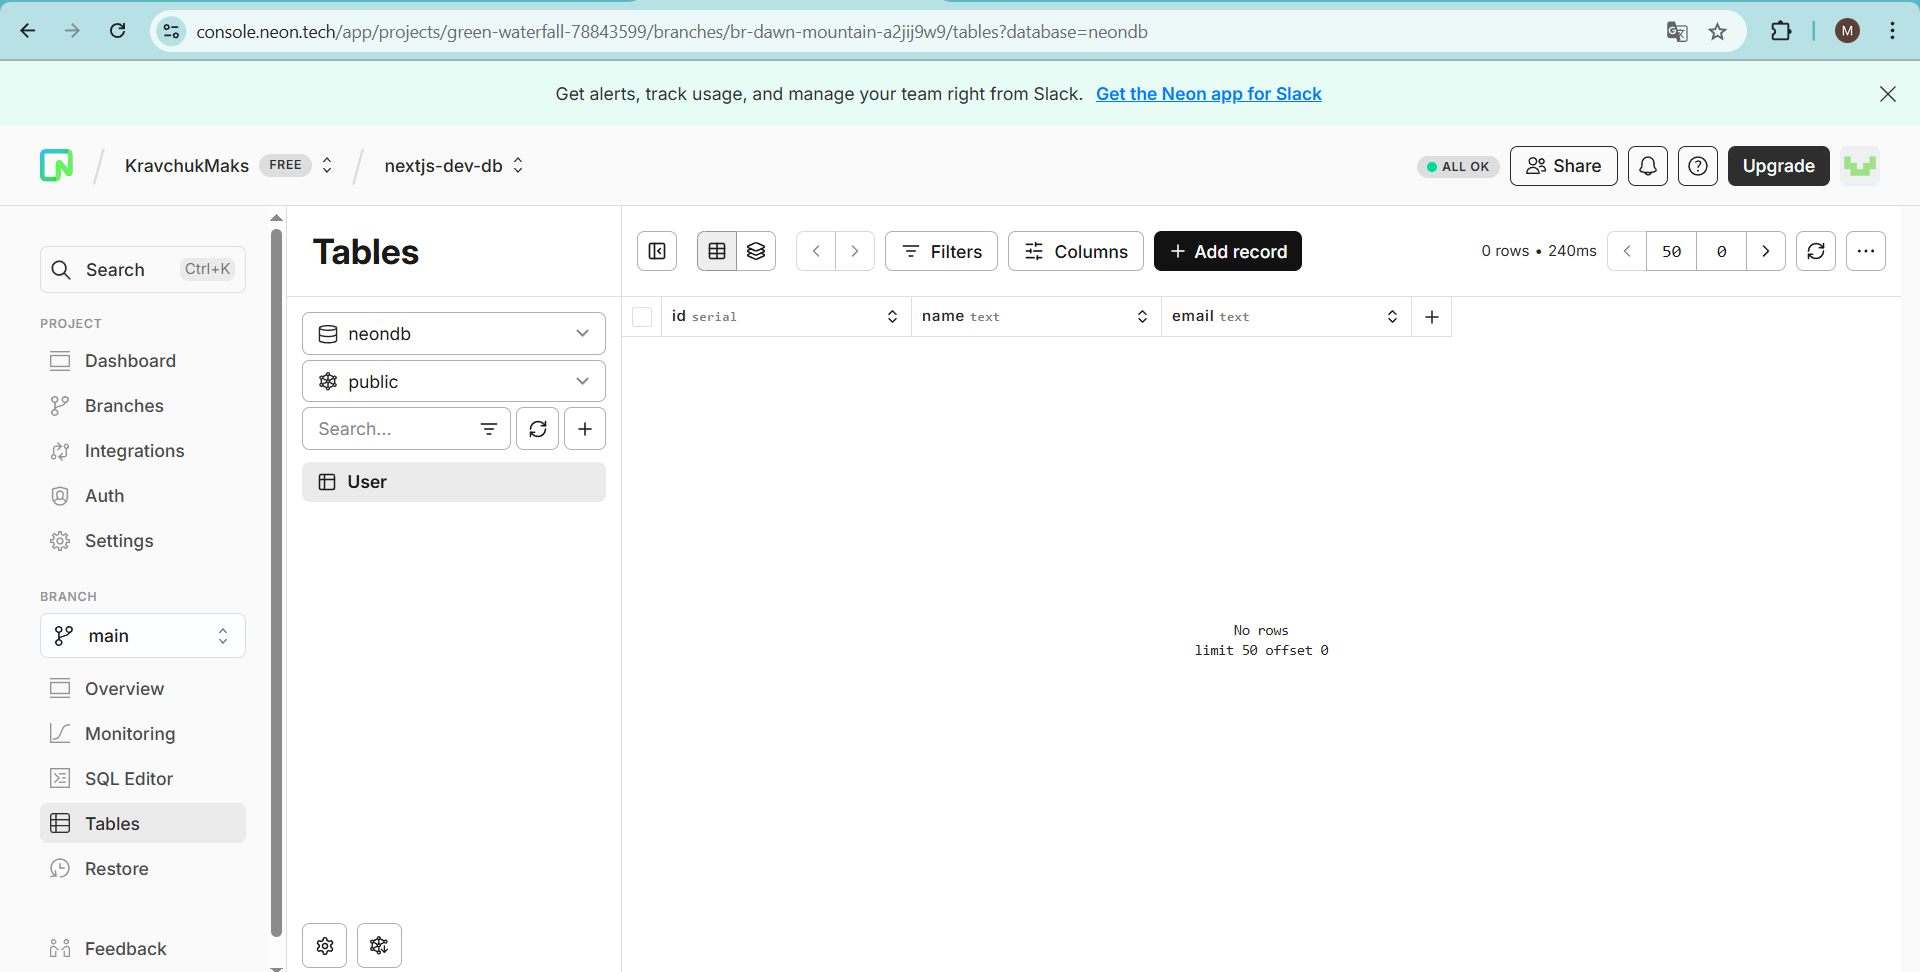 console.neon.tech/app/projects/green-waterfall-78843599/branches/br-dawn-mountain-a2jij9w9/tables?database=neondb
M
Get alerts, track usage, and manage your team right from Slack. Get the Neon app for Slack
KravchukMaks FREE / nextjs-dev-db
ALL OK
Share
Upgrade
Search Ctrl+K
PROJECT
Dashboard
Branches
Integrations
Auth
Settings
BRANCH
main
Overview
Monitoring
SQL Editor
Tables
Restore
Feedback
Tables
neondb
public
Search...
User
Filters
Columns
+ Add record
0 rows • 240ms
50
0
id serial
name text
email text
No rows
limit 50 offset 0